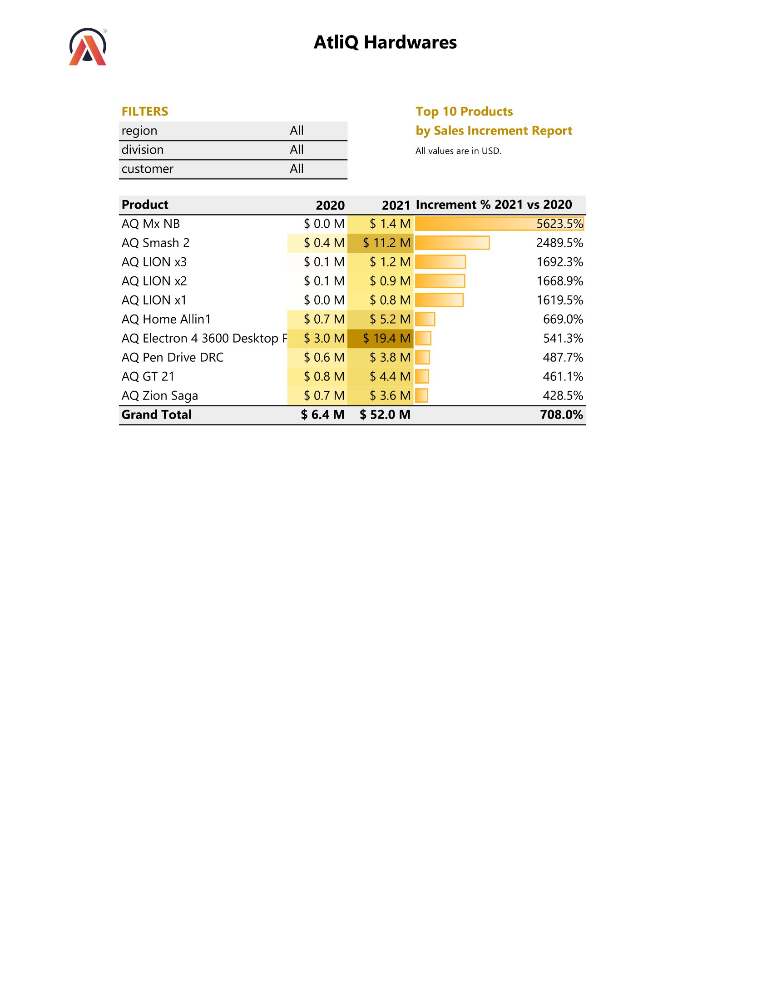 ®
AtliQ Hardwares
FILTERS
Top 10 Products
region All
by Sales Increment Report
division All
All values are in USD.
customer All
Product 2020 2021 Increment % 2021 vs 2020
AQ Mx NB $ 0.0 M $ 1.4 M 5623.5%
AQ Smash 2 $ 0.4 M $ 11.2 M 2489.5%
AQ LION x3 $ 0.1 M $ 1.2 M 1692.3%
AQ LION x2 $ 0.1 M $ 0.9 M 1668.9%
AQ LION x1 $ 0.0 M $ 0.8 M 1619.5%
AQ Home Allin1 $ 0.7 M $ 5.2 M 669.0%
AQ Electron 4 3600 Desktop P $ 3.0 M $ 19.4 M 541.3%
AQ Pen Drive DRC $ 0.6 M $ 3.8 M 487.7%
AQ GT 21 $ 0.8 M $ 4.4 M 461.1%
AQ Zion Saga $ 0.7 M $ 3.6 M 428.5%
Grand Total $ 6.4 M $ 52.0 M 708.0%